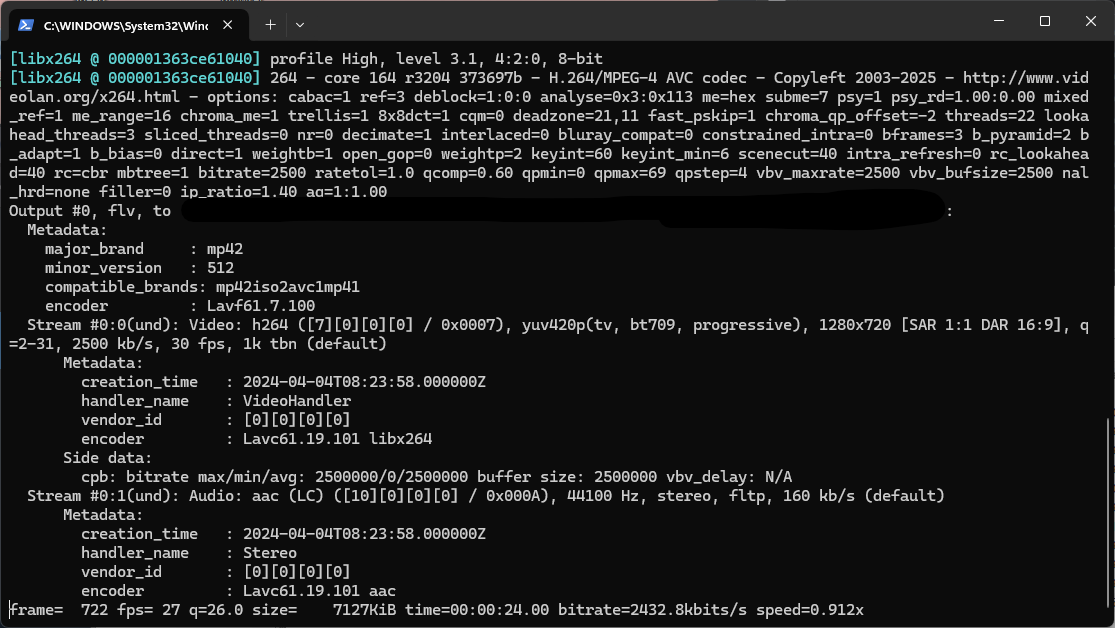 C:\WINDOWS\System32\Winc
[libx264 @ 000001363ce61040] profile High, level 3.1, 4:2:0, 8-bit
[libx264 @ 000001363ce61040] 264 - core 164 r3204 373697b - H.264/MPEG-4 AVC codec - Copyleft 2003-2025 - http://www.vid
eolan.org/x264.html - options: cabac=1 ref=3 deblock=1:0:0 analyse=0x3:0x113 me=hex subme=7 psy=1 psy_rd=1.00:0.00 mixed
_ref=1 me_range=16 chroma_me=1 trellis=1 8x8dct=1 cqm=0 deadzone=21,11 fast_pskip=1 chroma_qp_offset=-2 threads=22 looka
head_threads=3 sliced_threads=0 nr=0 decimate=1 interlaced=0 bluray_compat=0 constrained_intra=0 bframes=3 b_pyramid=2 b
_adapt=1 b_bias=0 direct=1 weightb=1 open_gop=0 weightp=2 keyint=60 keyint_min=6 scenecut=40 intra_refresh=0 rc_lookahea
d=40 rc=cbr mbtree=1 bitrate=2500 ratetol=1.0 qcomp=0.60 qpmin=0 qpmax=69 qpstep=4 vbv_maxrate=2500 vbv_bufsize=2500 nal
_hrd=none filler=0 ip_ratio=1.40 aq=1:1.00
Output #0, flv, to :
Metadata:
major_brand : mp42
minor_version : 512
compatible_brands: mp42iso2avc1mp41
encoder : Lavf61.7.100
Stream #0:0(und): Video: h264 ([7][0][0][0] / 0x0007), yuv420p(tv, bt709, progressive), 1280x720 [SAR 1:1 DAR 16:9], q
=2-31, 2500 kb/s, 30 fps, 1k tbn (default)
Metadata:
creation_time : 2024-04-04T08:23:58.000000Z
handler_name : VideoHandler
vendor_id : [0][0][0][0]
encoder : Lavc61.19.101 libx264
Side data:
cpb: bitrate max/min/avg: 2500000/0/2500000 buffer size: 2500000 vbv_delay: N/A
Stream #0:1(und): Audio: aac (LC) ([10][0][0][0] / 0x000A), 44100 Hz, stereo, fltp, 160 kb/s (default)
Metadata:
creation_time : 2024-04-04T08:23:58.000000Z
handler_name : Stereo
vendor_id : [0][0][0][0]
encoder : Lavc61.19.101 aac
frame= 722 fps= 27 q=26.0 size= 7127KiB time=00:00:24.00 bitrate=2432.8kbits/s speed=0.912x